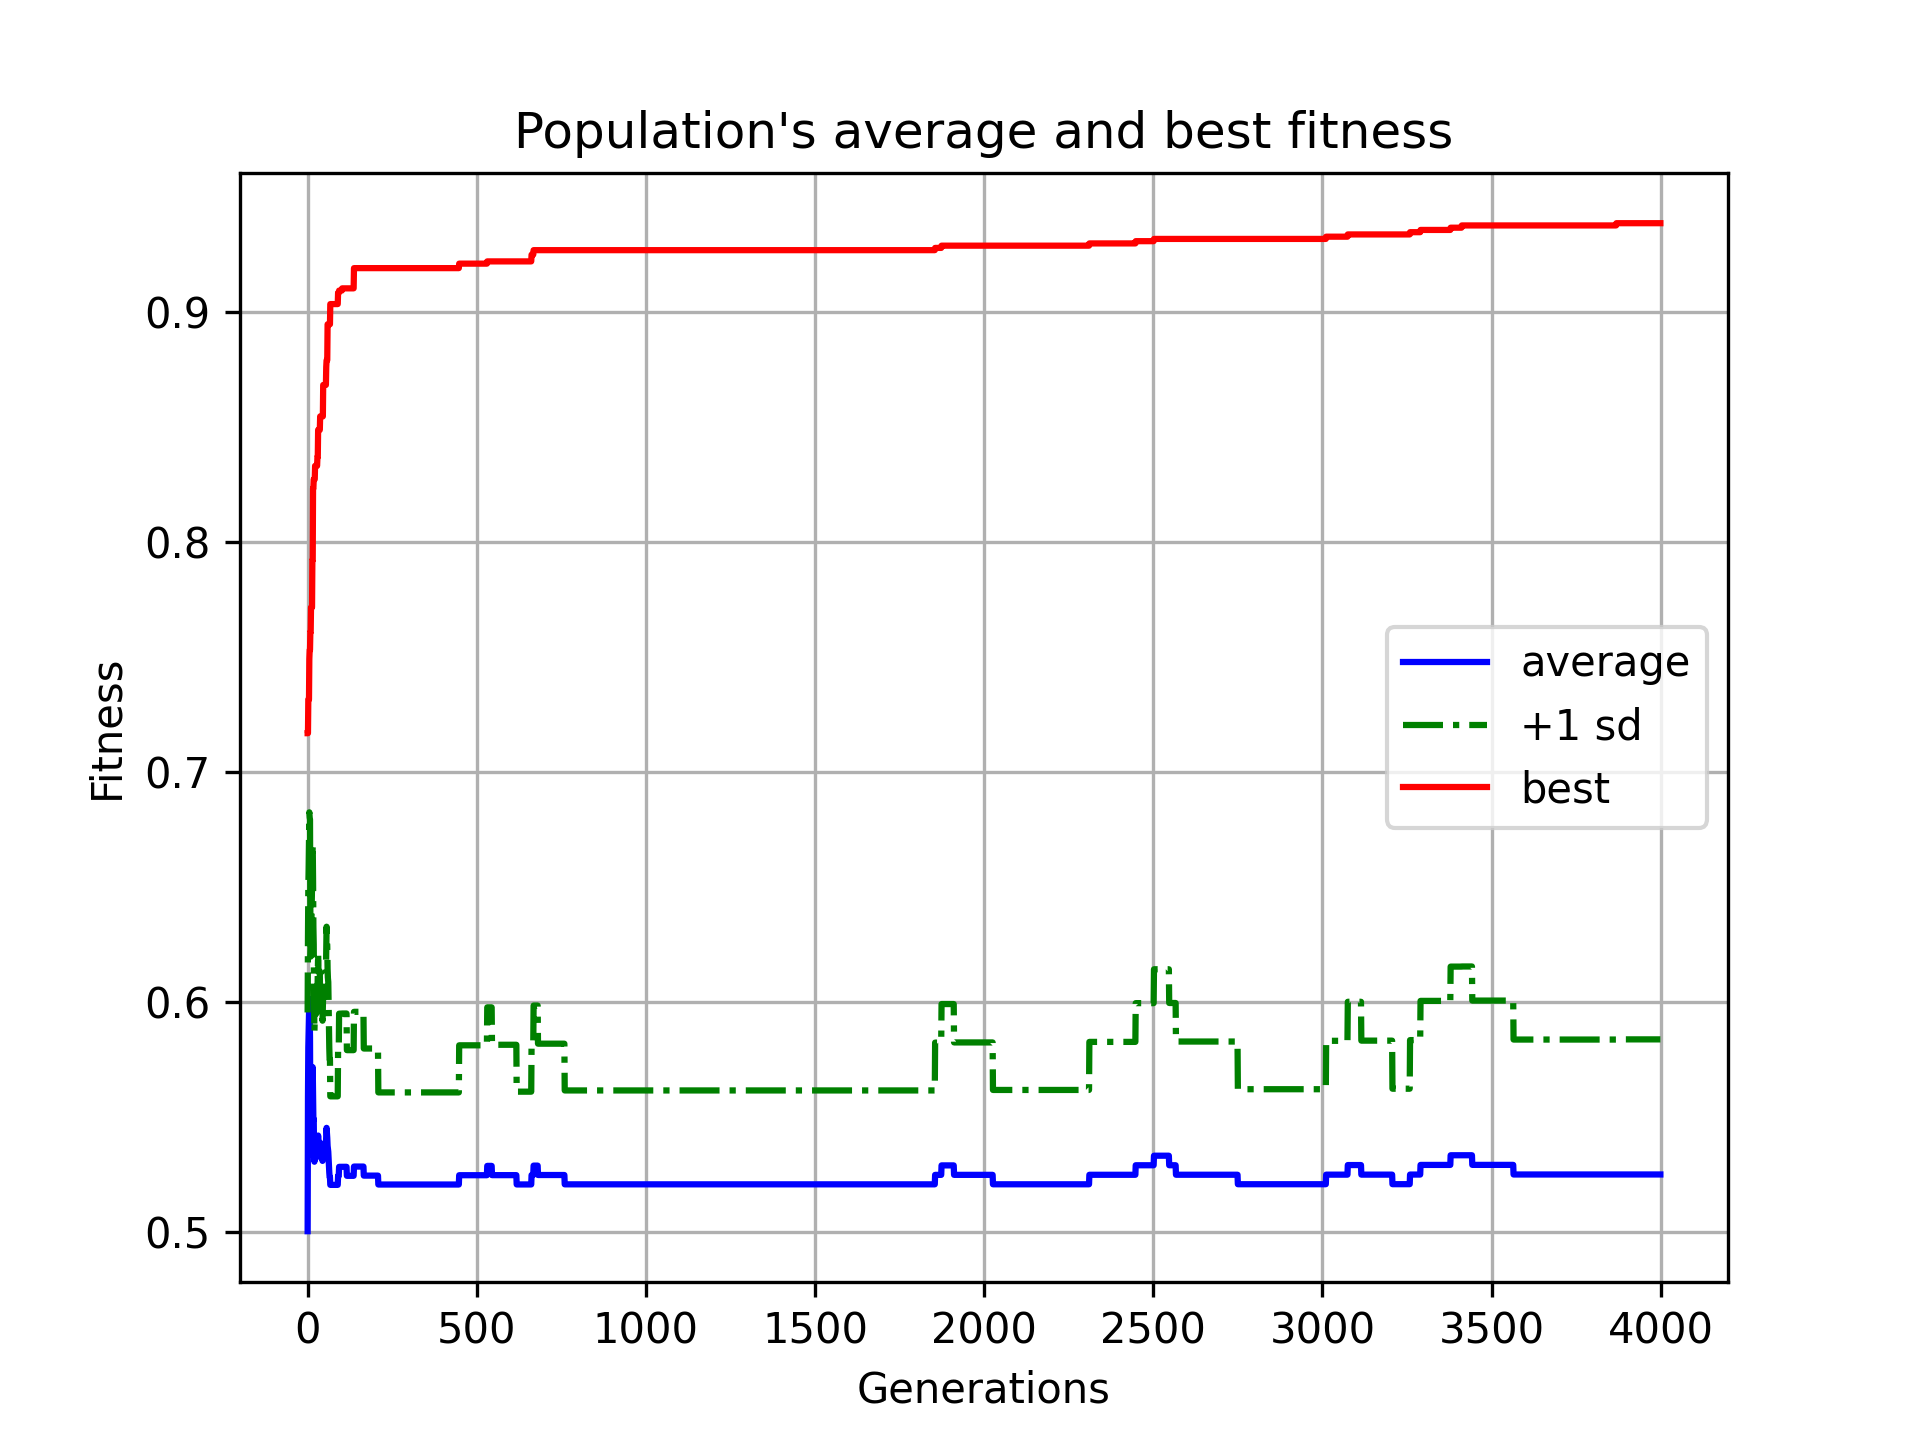 Population's average and best fitness
Fitness
0.9
0.8
0.7
0.6
0.5
average
+1 sd
best
0 500 1000 1500 2000 2500 3000 3500 4000
Generations